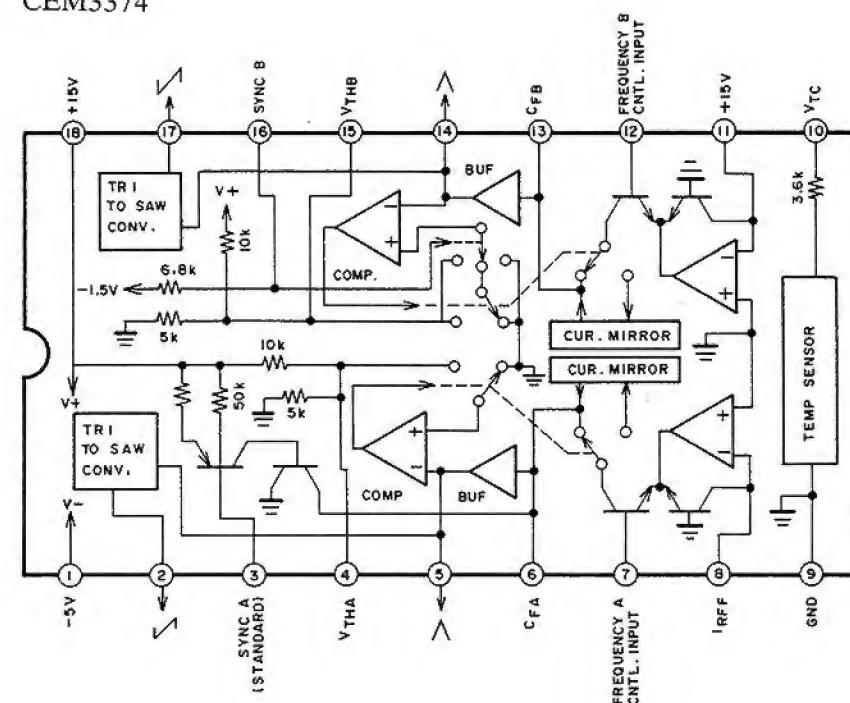 CEM3374
+15V
SYNC B
VTHB
CFB
FREQUENCY B
CNTL. INPUT
+15V
VTC
18
17
16
15
14
13
12
11
10
TRI
TO SAW
CONV.
V+
10k
BUF
COMP.
3.6k
6.8k
-1.5V
5k
10k
CUR. MIRROR
CUR. MIRROR
TEMP SENSOR
V+
50k
5k
TRI
TO SAW
CONV.
V-
COMP
BUF
1
2
3
4
5
6
7
8
9
-5V
SYNC A
(STANDARD)
VTHA
CFA
FREQUENCY A
CNTL. INPUT
IRFF
GND